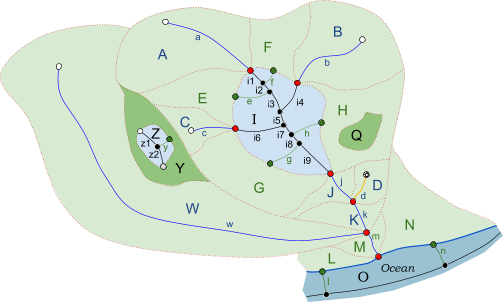 B
a
A
F
b
i1
f
i2
E
e
i3
i4
C
c
I
i5
H
h
Z
z1
z2
y
i6
i7
i8
Q
Y
g
i9
G
j
D
W
J
d
K
k
w
N
m
M
n
L
O
Ocean
l